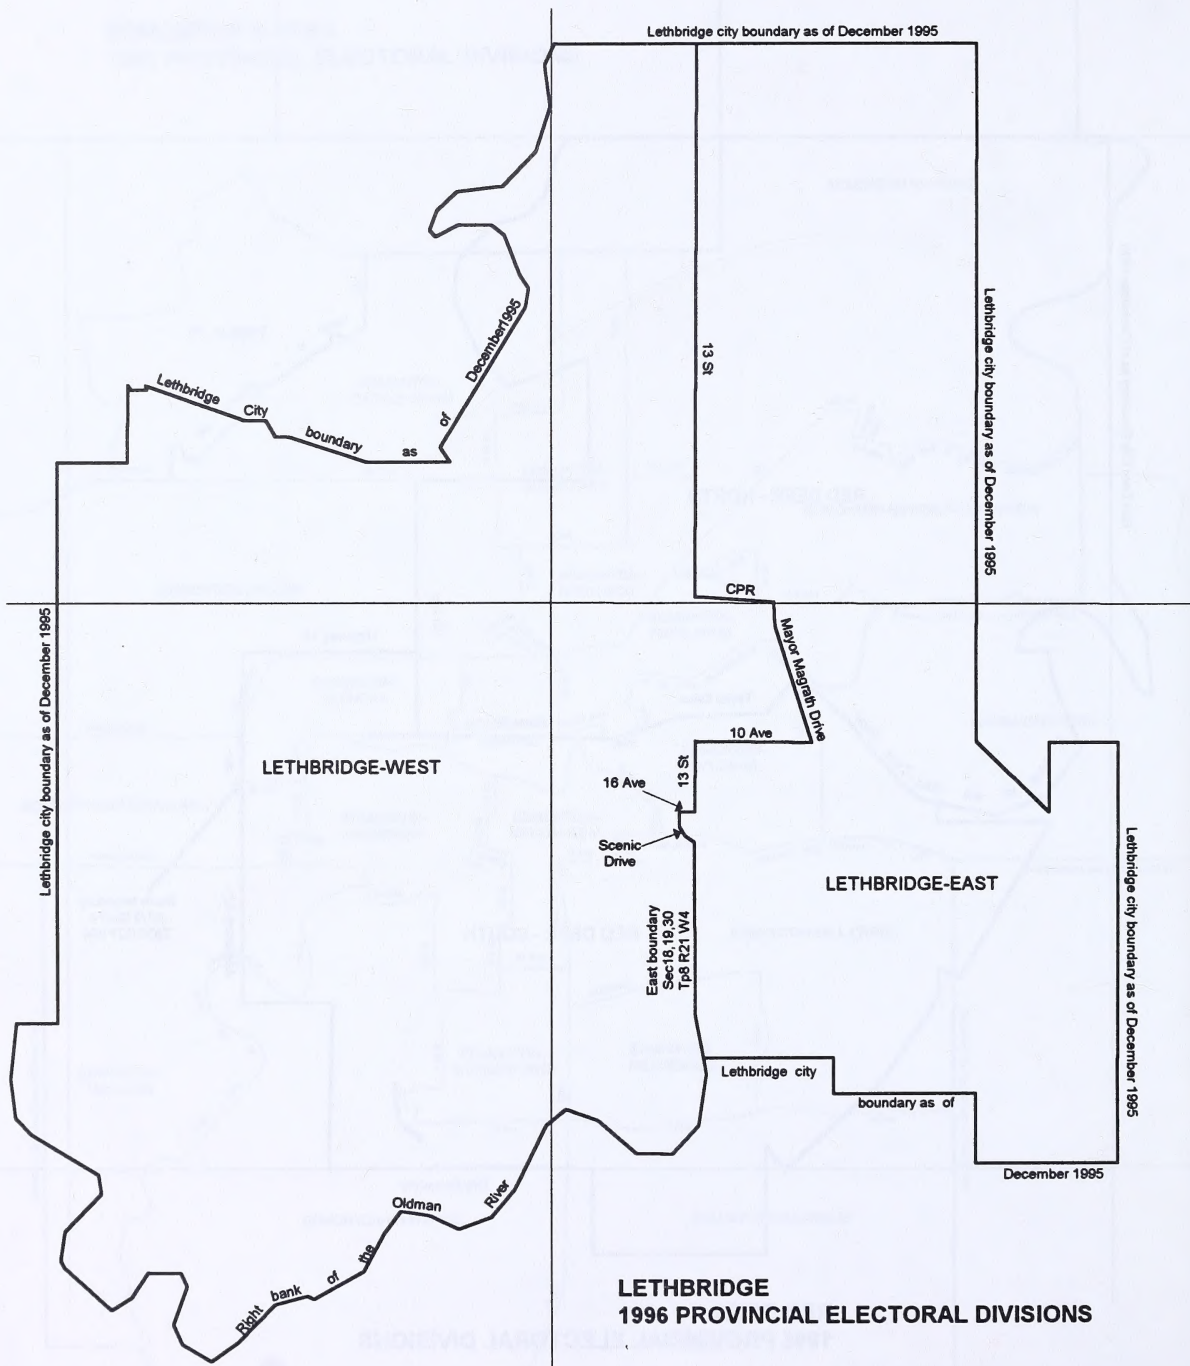 Lethbridge city boundary as of December 1995
Lethbridge City boundary as of December1995
13 St
Lethbridge city boundary as of December 1995
CPR
Mayor Magrath Drive
10 Ave
13 St
16 Ave
Scenic
Drive
Lethbridge city boundary as of December 1995
LETHBRIDGE-WEST
LETHBRIDGE-EAST
East boundary
Sec18,19,30
Tp8 R21 W4
Lethbridge city boundary as of December 1995
Lethbridge city
boundary as of
December 1995
Right bank of the Oldman River
LETHBRIDGE
1996 PROVINCIAL ELECTORAL DIVISIONS